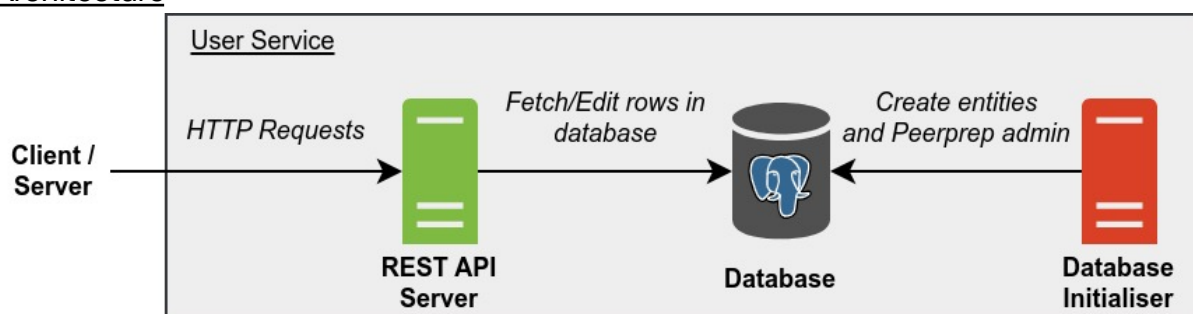 Architecture
User Service
HTTP Requests
Fetch/Edit rows in
database
Create entities
and Peerprep admin
Client /
Server
REST API
Server
Database
Database
Initialiser